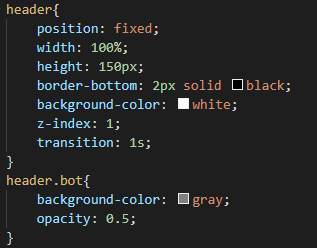 header{
    position: fixed;
    width: 100%;
    height: 150px;
    border-bottom: 2px solid black;
    background-color: white;
    z-index: 1;
    transition: 1s;
}
header.bot{
    background-color: gray;
    opacity: 0.5;
}